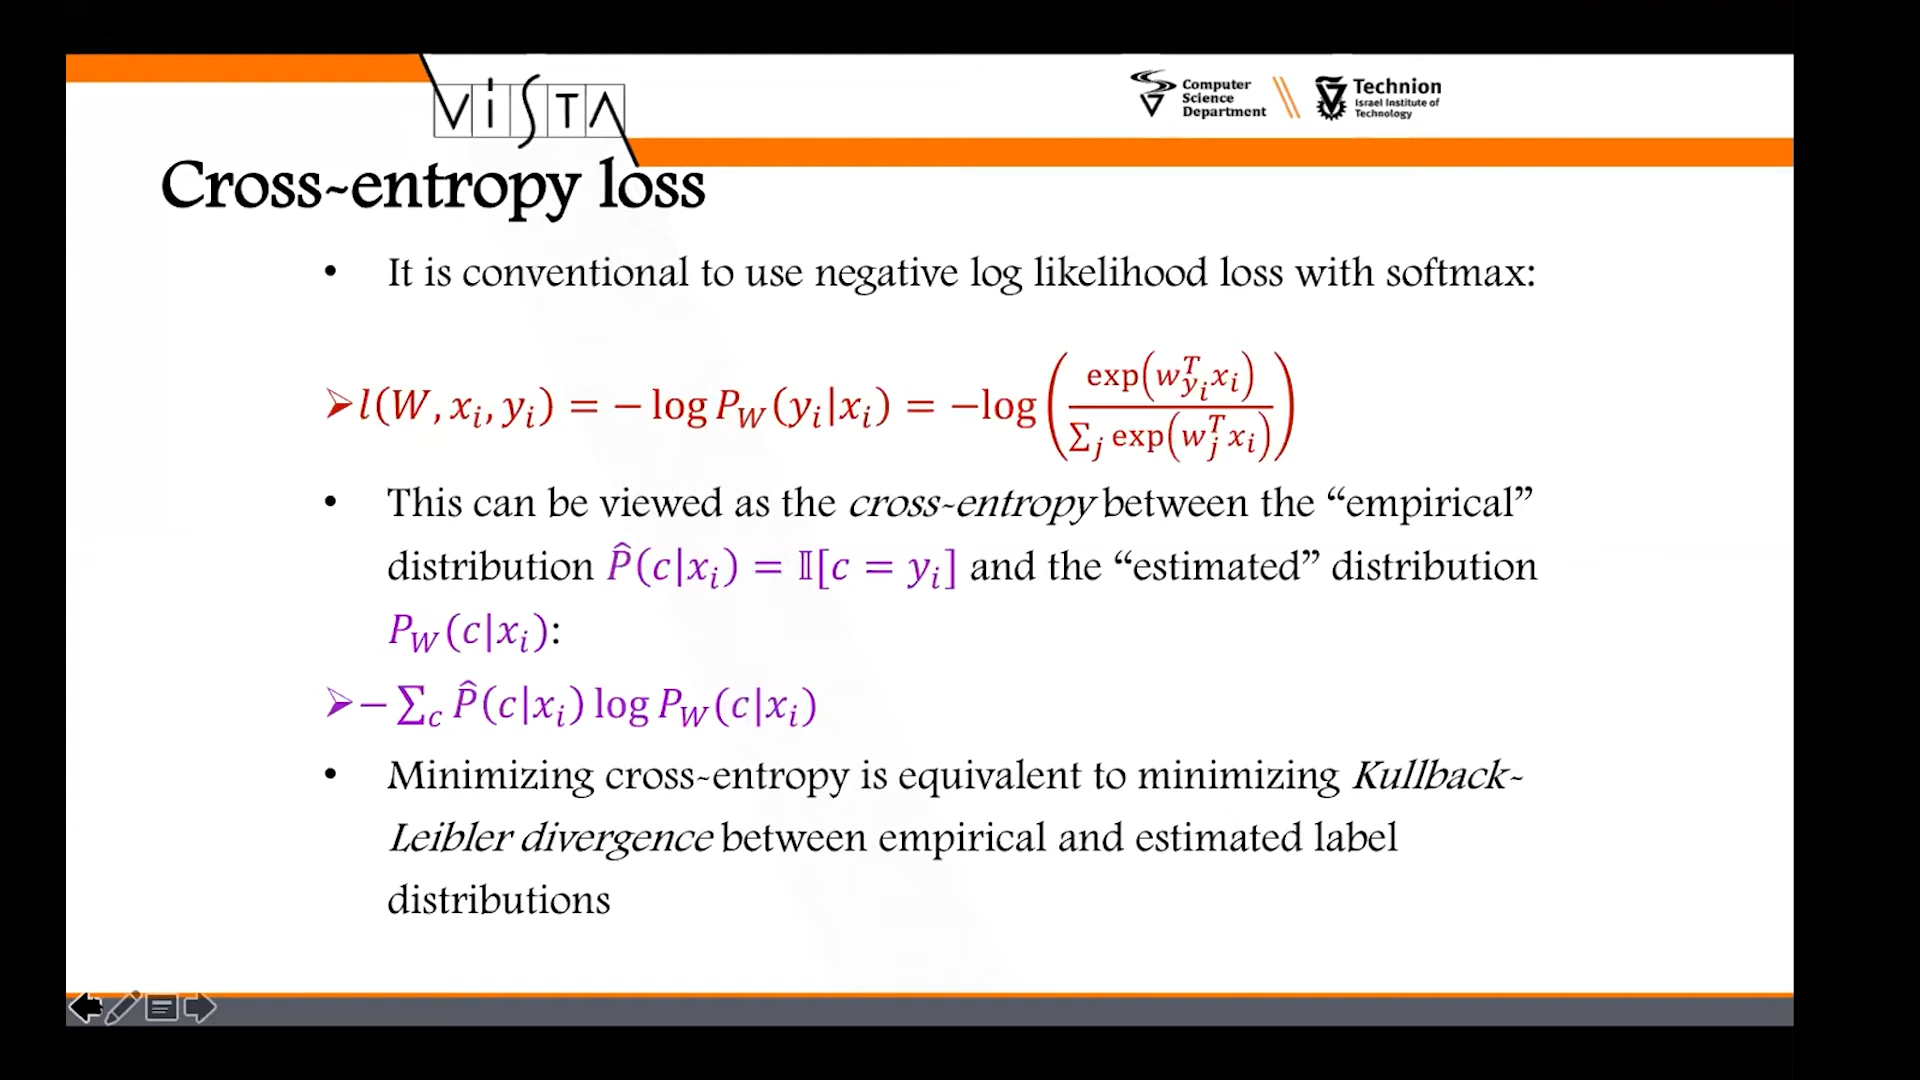 ViSTA
Computer
Science
Department
Technion
Israel Institute of
Technology
Cross-entropy loss
• It is conventional to use negative log likelihood loss with softmax:
➢ l(W, x_i, y_i) = − log P_W(y_i|x_i) = −log( exp(w_{y_i}^T x_i) / Σ_j exp(w_j^T x_i) )
• This can be viewed as the cross-entropy between the “empirical”
distribution P̂(c|x_i) = 𝕀[c = y_i] and the “estimated” distribution
P_W(c|x_i):
➢ − Σ_c P̂(c|x_i) log P_W(c|x_i)
• Minimizing cross-entropy is equivalent to minimizing Kullback-
Leibler divergence between empirical and estimated label
distributions